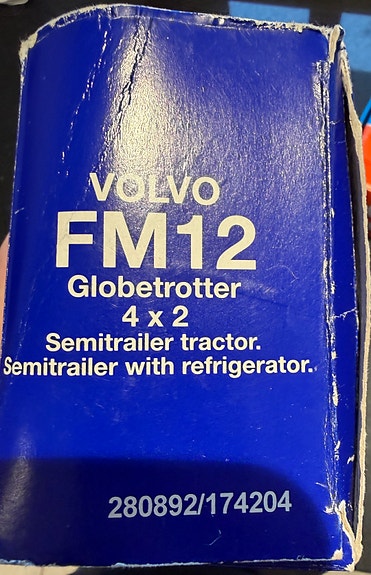 VOLVO
FM12
Globetrotter
4 x 2
Semitrailer tractor.
Semitrailer with refrigerator.
280892/174204